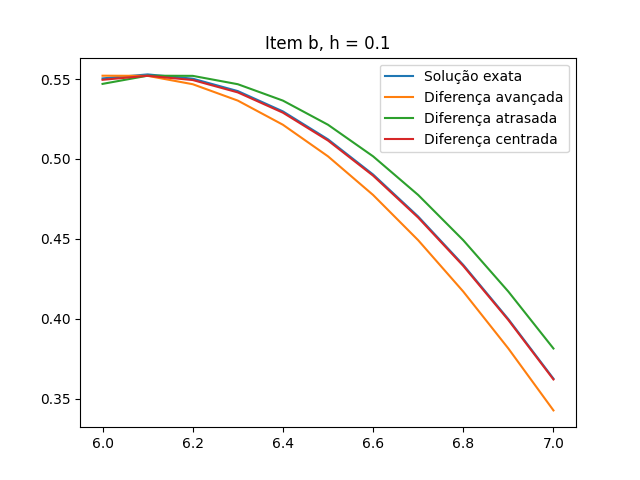 Item b, h = 0.1
Solução exata
Diferença avançada
Diferença atrasada
Diferença centrada
0.55
0.50
0.45
0.40
0.35
6.0 6.2 6.4 6.6 6.8 7.0